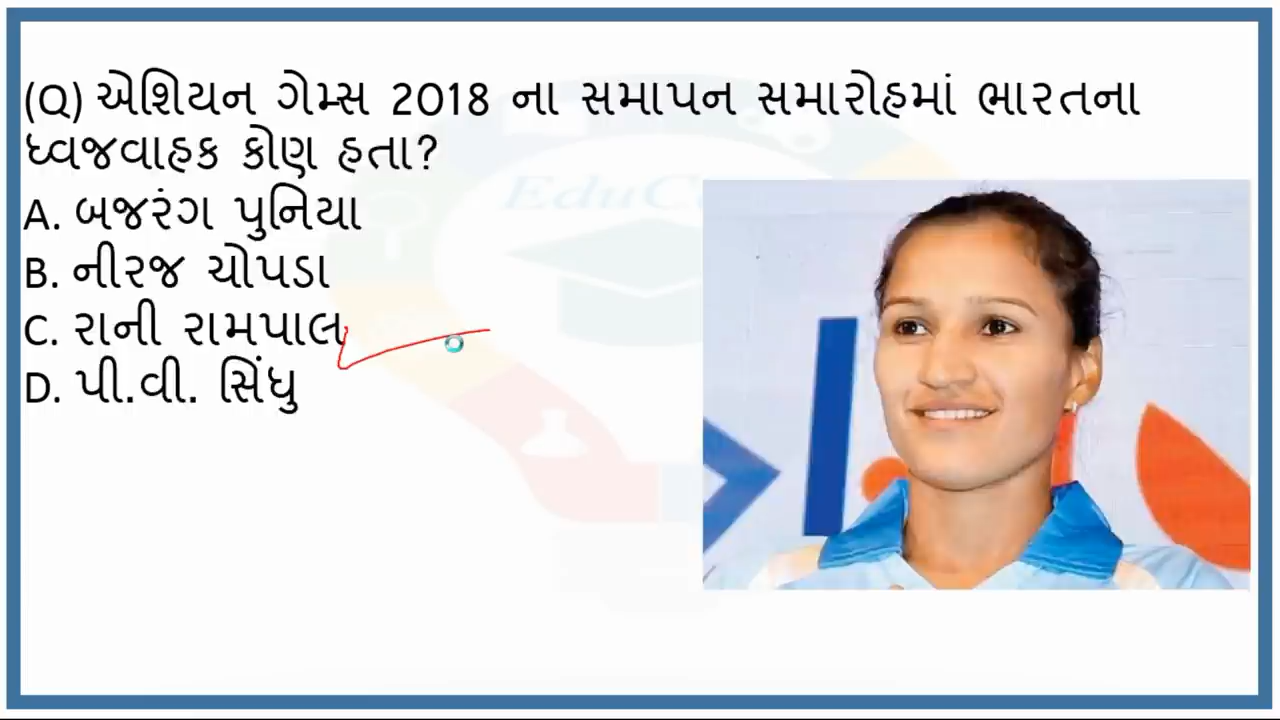 (Q) એશિયન ગેમ્સ 2018 ના સમાપન સમારોહમાં ભારતના
ધ્વજવાહક કોણ હતા?
A. બજરંગ પુનિયા
B. નીરજ ચોપડા
C. રાની રામપાલ
D. પી.વી. સિંધુ